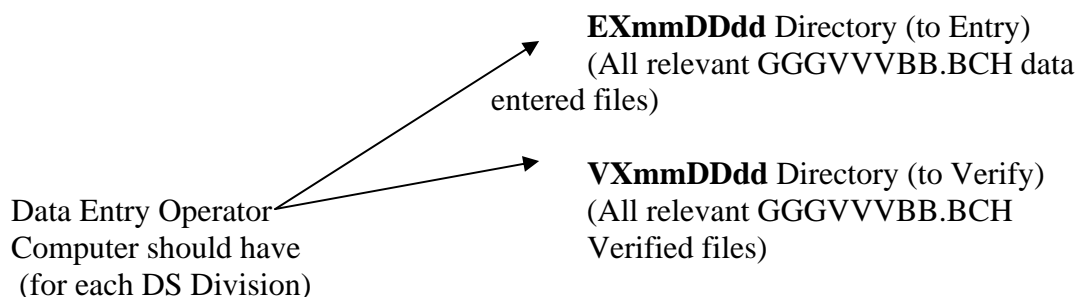 EXmmDDdd Directory (to Entry)
(All relevant GGGVVVBB.BCH data
entered files)
VXmmDDdd Directory (to Verify)
(All relevant GGGVVVBB.BCH
Verified files)
Data Entry Operator
Computer should have
(for each DS Division)